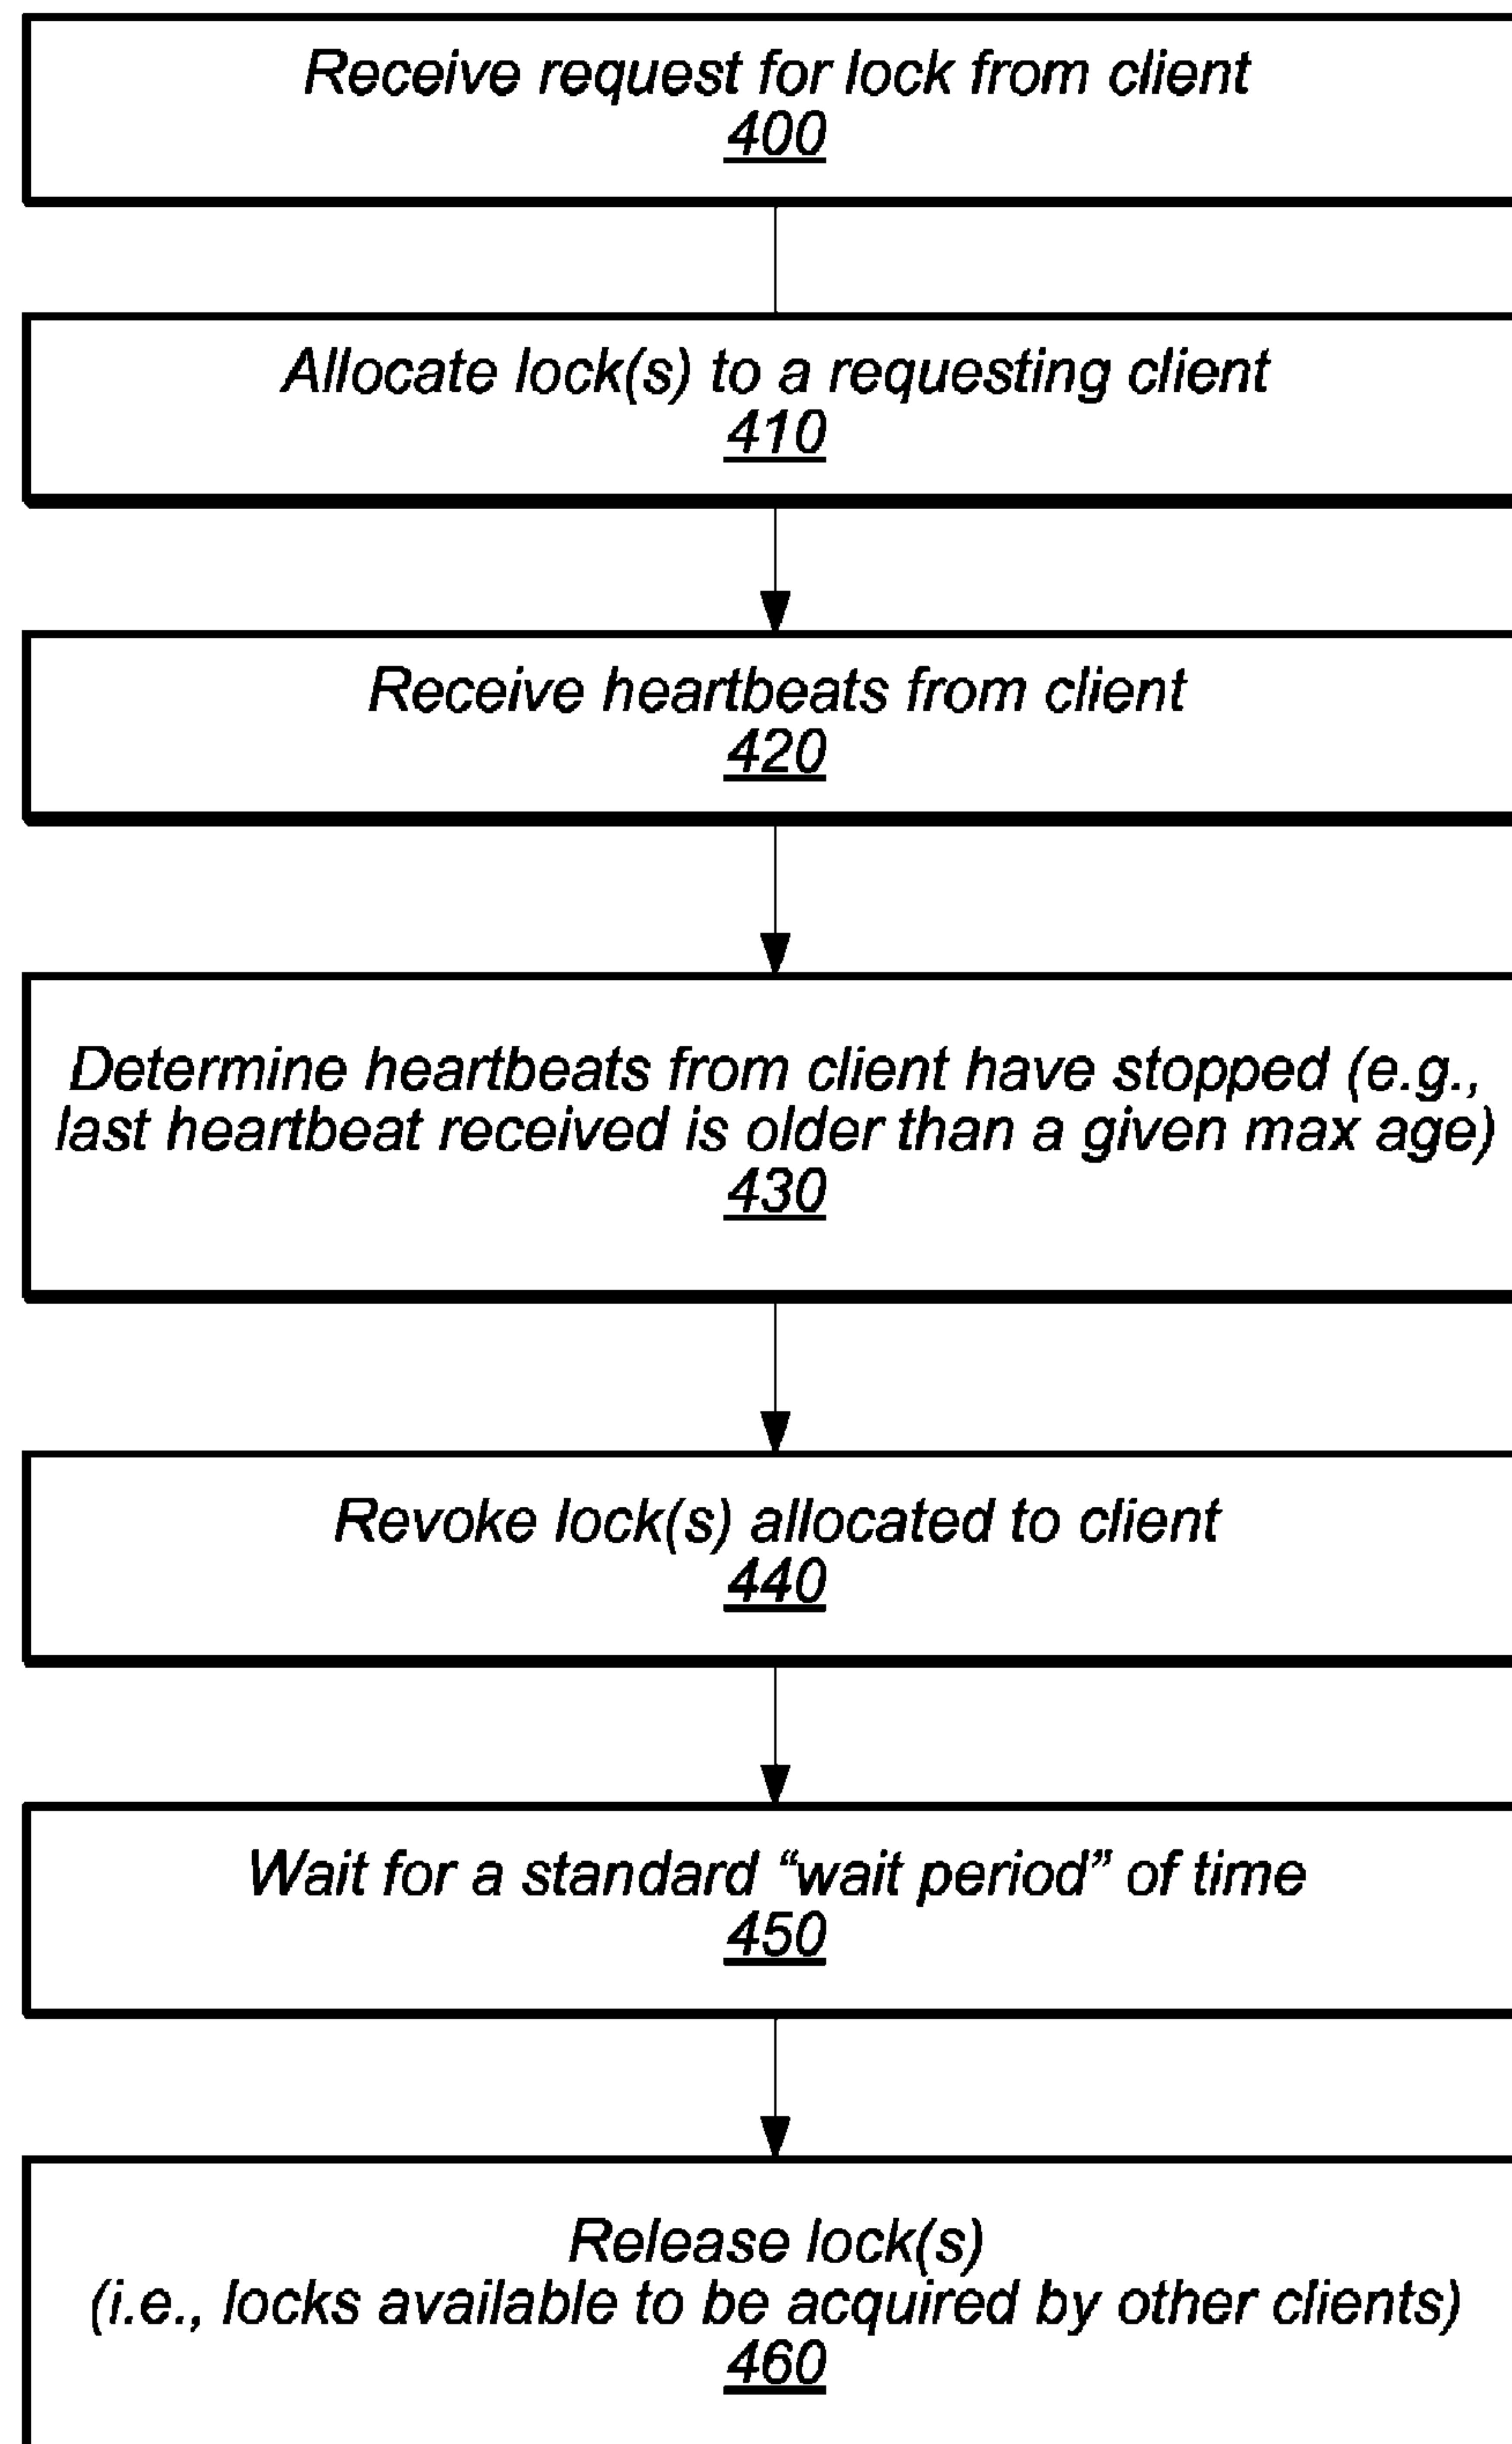 Receive request for lock from client
400
Allocate lock(s) to a requesting client
410
Receive heartbeats from client
420
Determine heartbeats from client have stopped (e.g.,
last heartbeat received is older than a given max age)
430
Revoke lock(s) allocated to client
440
Wait for a standard “wait period” of time
450
Release lock(s)
(i.e., locks available to be acquired by other clients)
460